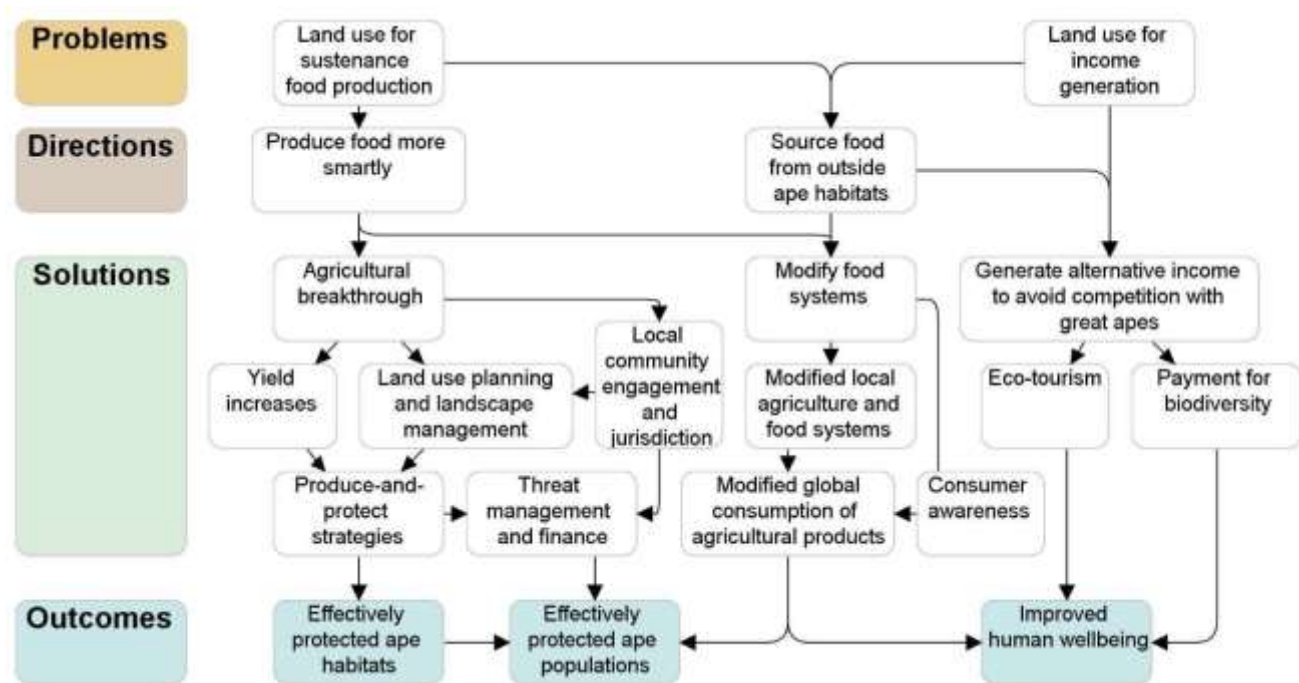 Problems
Land use for
sustenance
food production
Land use for
income
generation
Directions
Produce food more
smartly
Source food
from outside
ape habitats
Solutions
Agricultural
breakthrough
Modify food
systems
Generate alternative income
to avoid competition with
great apes
Local
community
engagement
and
jurisdiction
Yield
increases
Land use planning
and landscape
management
Modified local
agriculture and
food systems
Eco-tourism
Payment for
biodiversity
Produce-and-
protect
strategies
Threat
management
and finance
Modified global
consumption of
agricultural products
Consumer
awareness
Outcomes
Effectively
protected ape
habitats
Effectively
protected ape
populations
Improved
human wellbeing